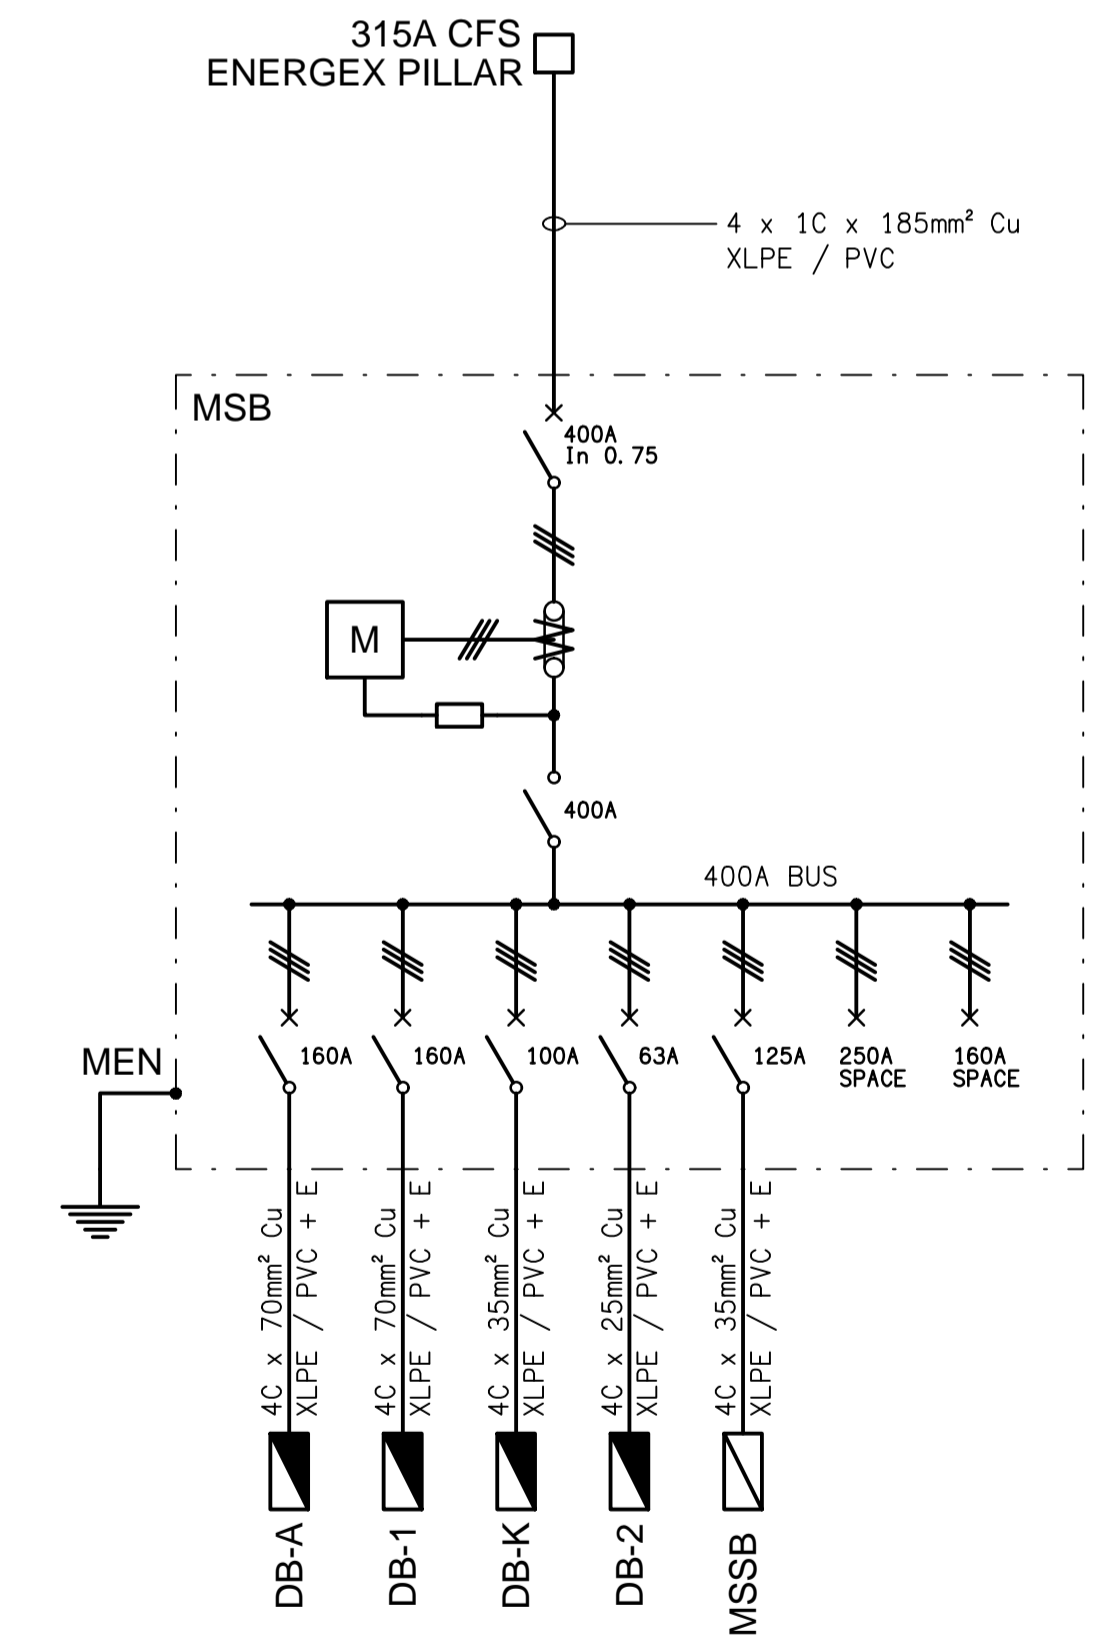 315A CFS
ENERGEX PILLAR
4 x 1C x 185mm² Cu
XLPE / PVC
MSB
400A
In 0.75
M
400A
400A BUS
160A
160A
100A
63A
125A
250A
SPACE
160A
SPACE
MEN
4C x 70mm² Cu
XLPE / PVC + E
4C x 70mm² Cu
XLPE / PVC + E
4C x 35mm² Cu
XLPE / PVC + E
4C x 25mm² Cu
XLPE / PVC + E
4C x 35mm² Cu
XLPE / PVC + E
DB-A
DB-1
DB-K
DB-2
MSSB